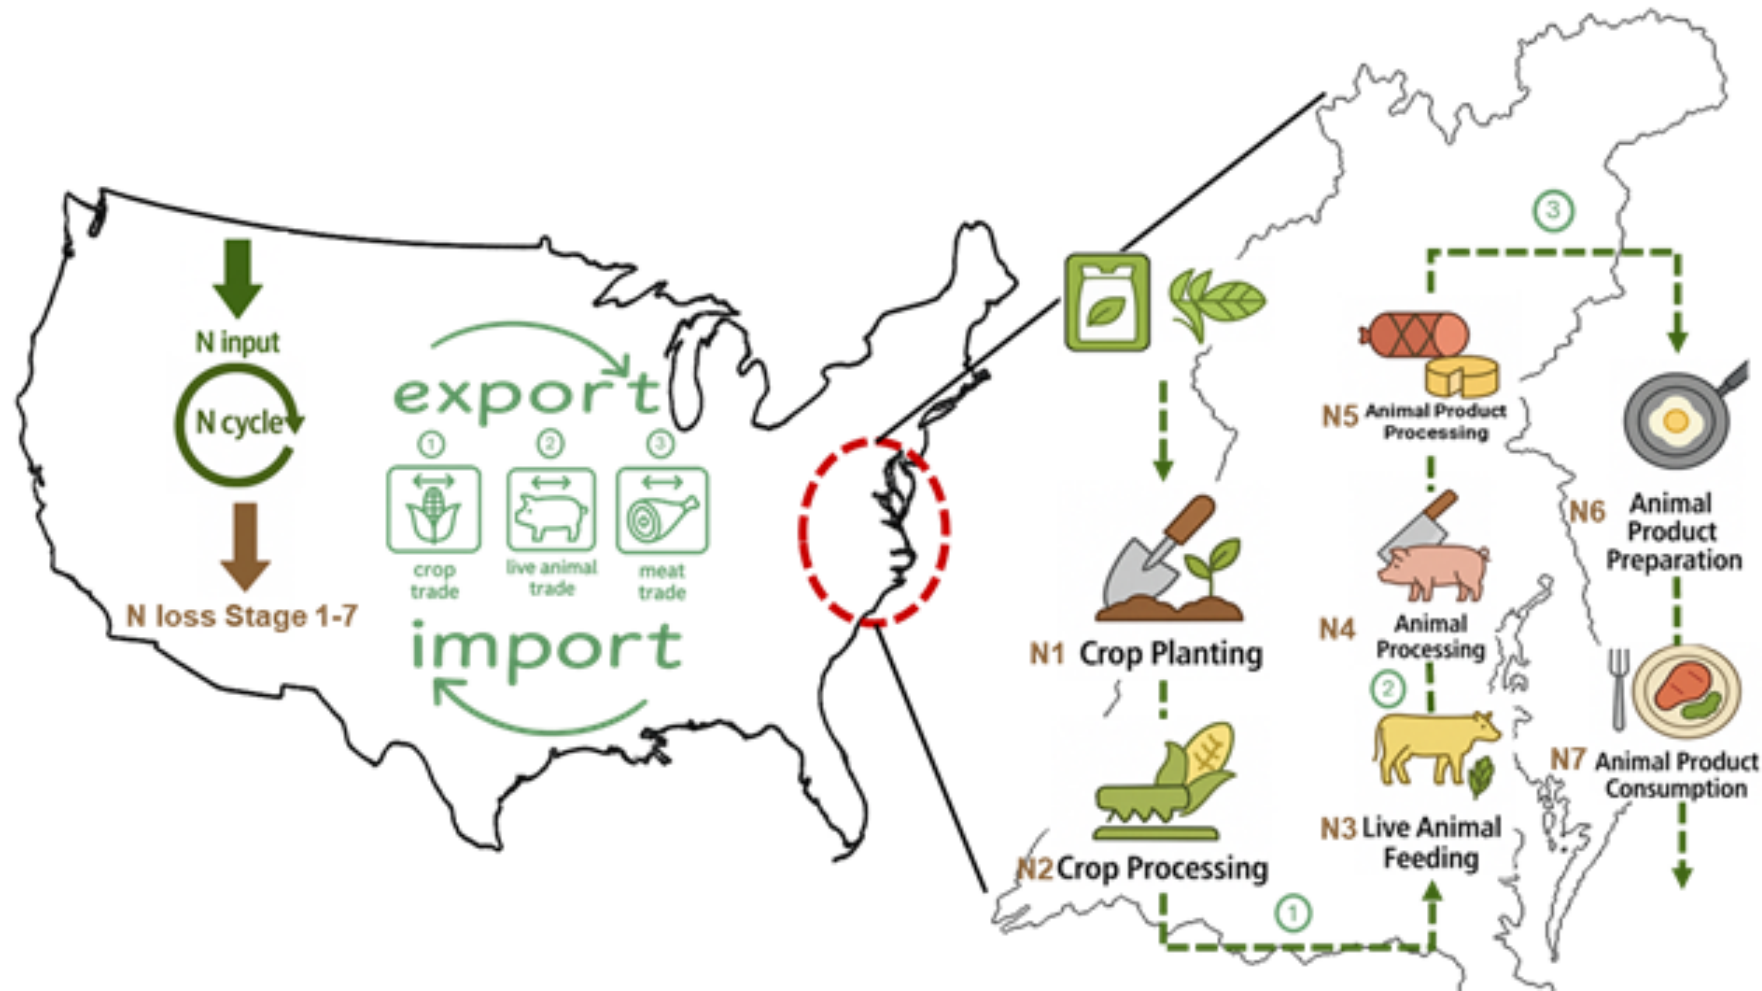 N input
N cycle
N loss Stage 1-7
export
1
2
3
crop
trade
live animal
trade
meat
trade
import
N1 Crop Planting
N2 Crop Processing
1
N3 Live Animal
Feeding
2
N4 Animal
Processing
N5 Animal Product
Processing
3
N6 Animal
Product
Preparation
N7 Animal Product
Consumption